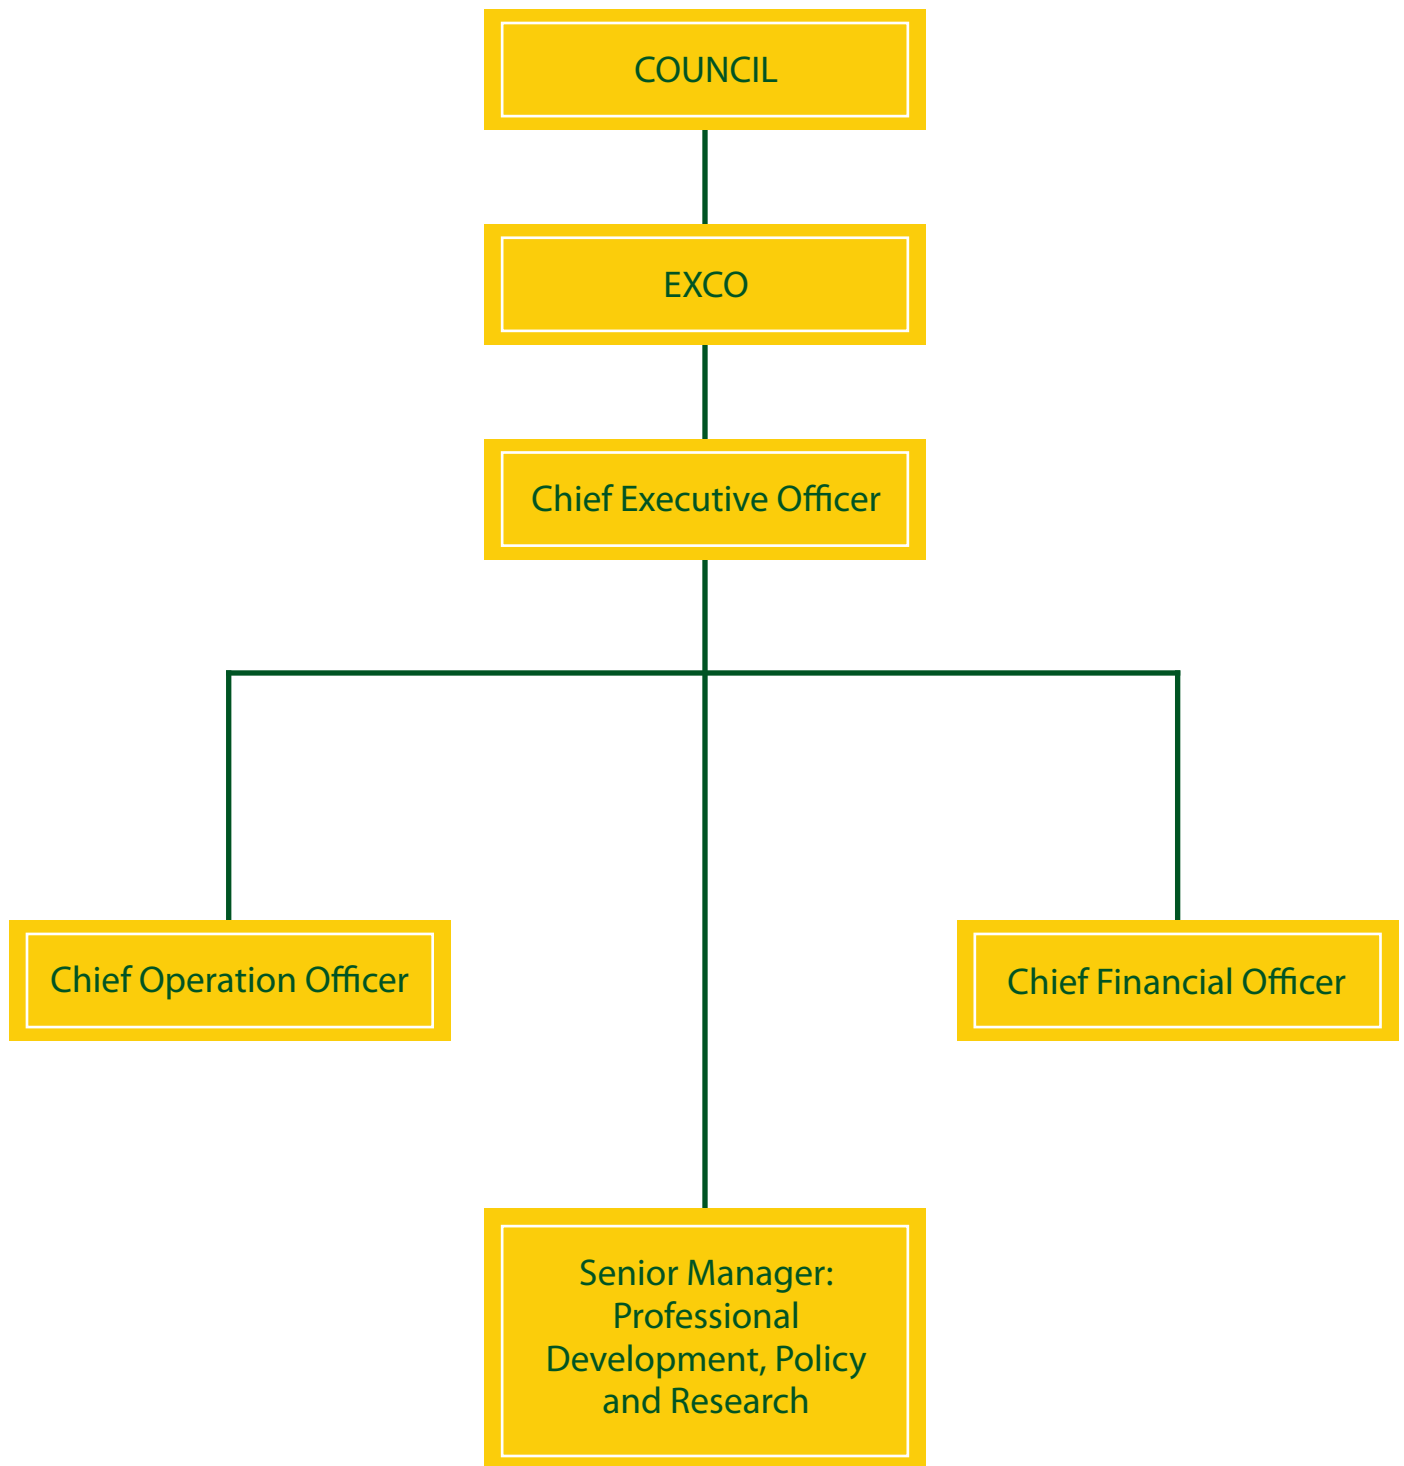 COUNCIL
EXCO
Chief Executive Officer
Chief Operation Officer
Chief Financial Officer
Senior Manager:
Professional
Development, Policy
and Research